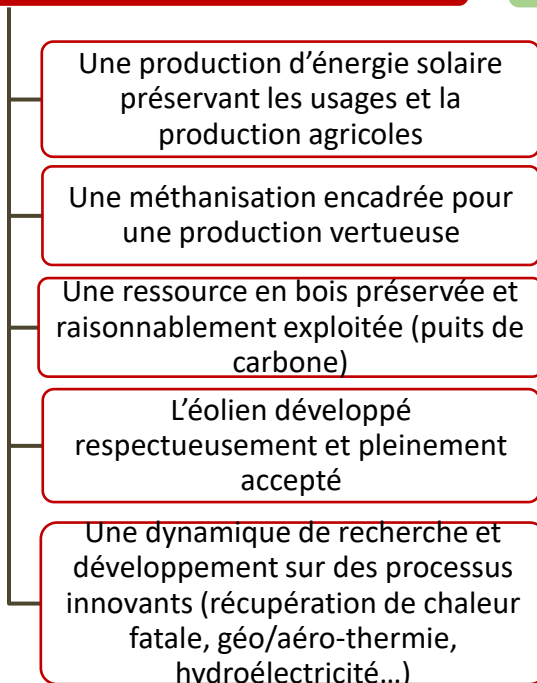 Une production d’énergie solaire
préservant les usages et la
production agricoles
Une méthanisation encadrée pour
une production vertueuse
Une ressource en bois préservée et
raisonnablement exploitée (puits de
carbone)
L’éolien développé
respectueusement et pleinement
accepté
Une dynamique de recherche et
développement sur des processus
innovants (récupération de chaleur
fatale, géo/aéro-thermie,
hydroélectricité…)